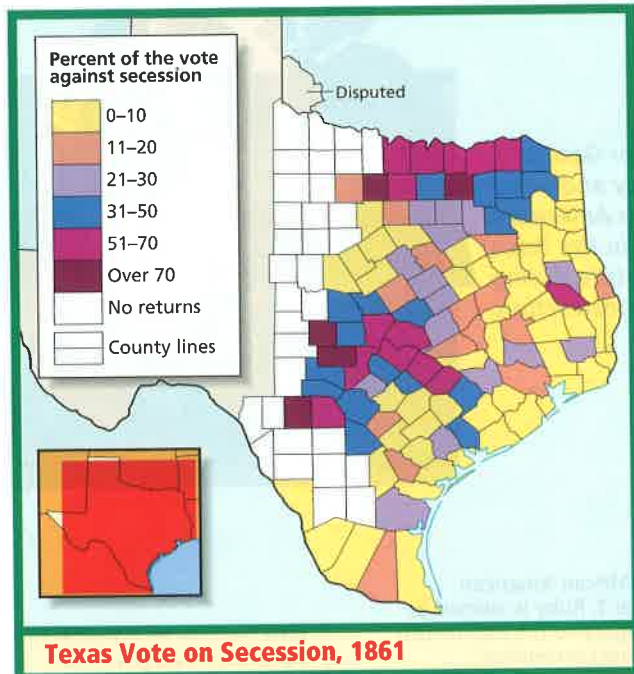 Percent of the vote
against secession
0–10
11–20
21–30
31–50
51–70
Over 70
No returns
County lines
Disputed
Texas Vote on Secession, 1861